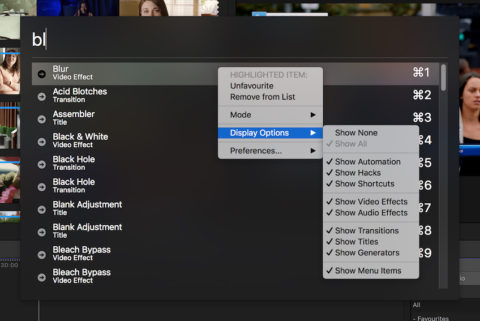 bl
Blur
Video Effect
⌘1
Acid Blotches
Transition
⌘2
Assembler
Title
⌘3
Black & White
Video Effect
⌘4
Black Hole
Transition
⌘5
Black Hole
Transition
⌘6
Blank Adjustment
Title
⌘7
Blank Adjustment
Title
⌘8
Bleach Bypass
Video Effect
⌘9
Bleach Bypass
Video Effect
HIGHLIGHTED ITEM:
Unfavourite
Remove from List
Mode
Display Options
Preferences...
Show None
✓ Show All
✓ Show Automation
✓ Show Hacks
✓ Show Shortcuts
✓ Show Video Effects
✓ Show Audio Effects
✓ Show Transitions
✓ Show Titles
✓ Show Generators
✓ Show Menu Items
All
- Favourites